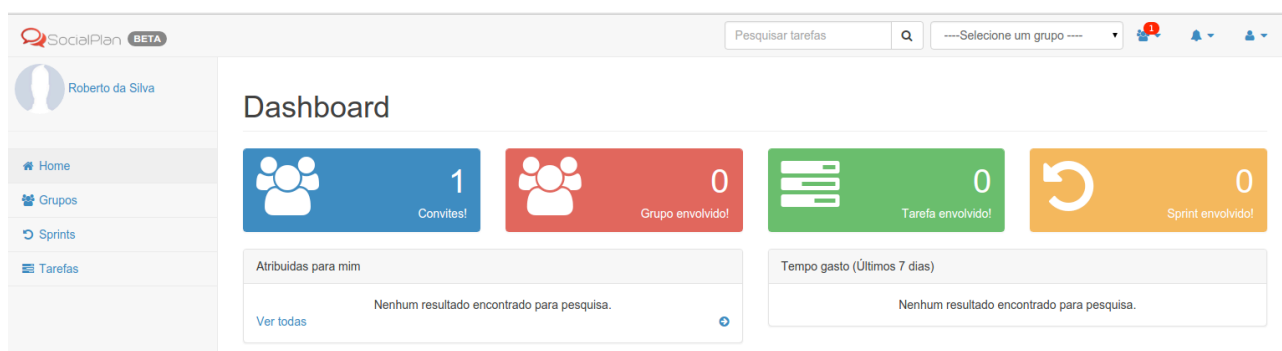 SocialPlan BETA
Pesquisar tarefas
----Selecione um grupo ----
1
Roberto da Silva
Dashboard
Home
Grupos
Sprints
Tarefas
1
Convites!
0
Grupo envolvido!
0
Tarefa envolvido!
0
Sprint envolvido!
Atribuidas para mim
Nenhum resultado encontrado para pesquisa.
Ver todas
Tempo gasto (Últimos 7 dias)
Nenhum resultado encontrado para pesquisa.